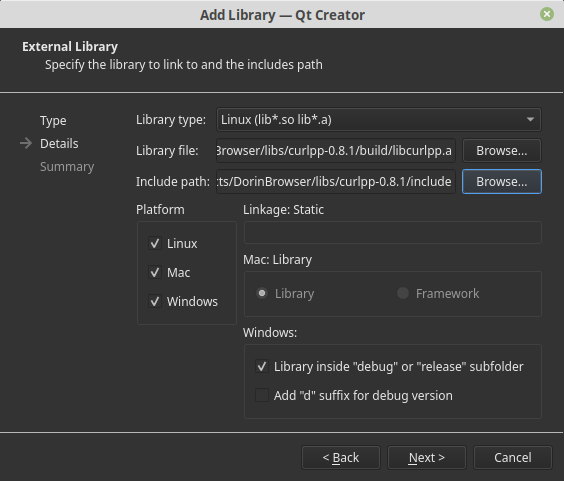 Add Library — Qt Creator
External Library
Specify the library to link to and the includes path
Type
Details
Summary
Library type: Linux (lib*.so lib*.a)
Library file: Browser/libs/curlpp-0.8.1/build/libcurlpp.a Browse...
Include path: :ts/DorinBrowser/libs/curlpp-0.8.1/include Browse...
Platform
Linux
Mac
Windows
Linkage: Static
Mac: Library
Library Framework
Windows:
Library inside "debug" or "release" subfolder
Add "d" suffix for debug version
< Back Next > Cancel